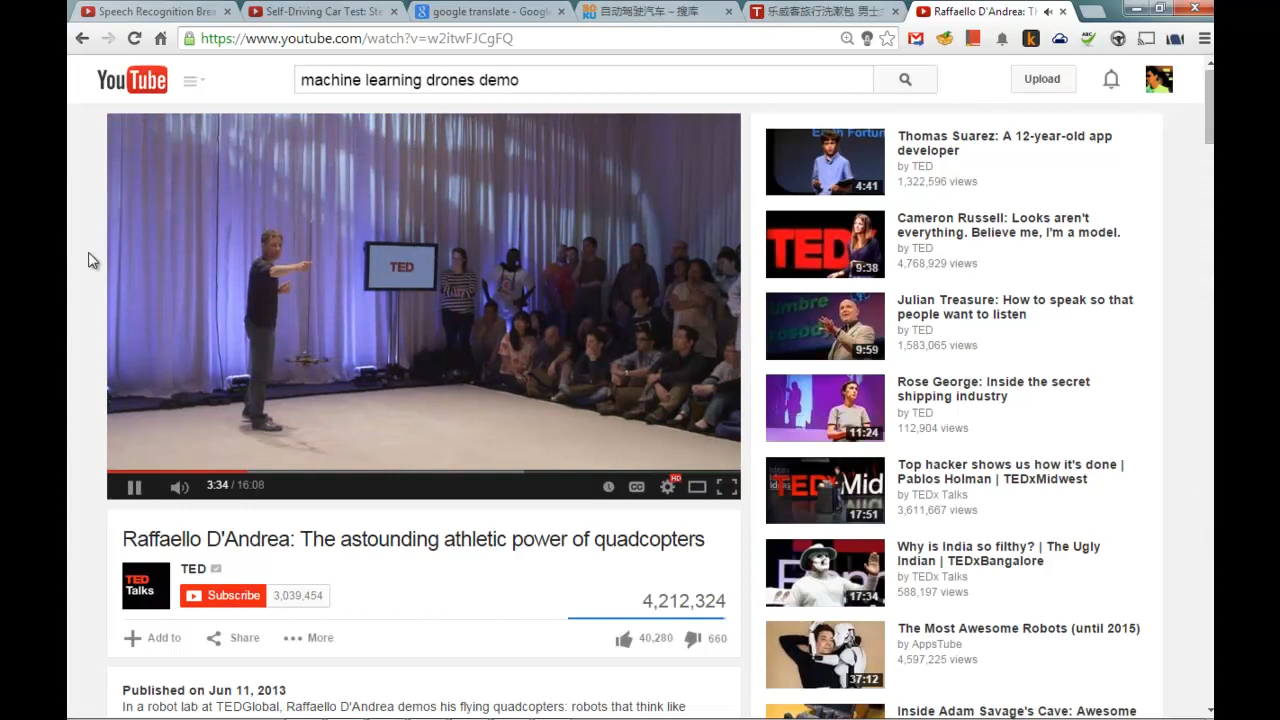 Speech Recognition Bre
Self-Driving Car Test: Ste
google translate - Google
自动驾驶汽车 – 搜库
乐威客旅行洗漱包 男士
Raffaello D'Andrea: Th
https://www.youtube.com/watch?v=w2itwFJCgFQ
YouTube
machine learning drones demo
Upload
TED
3:34 / 16:08
CC
HD
Raffaello D'Andrea: The astounding athletic power of quadcopters
TED Talks
TED
Subscribe
3,039,454
4,212,324
Add to
Share
More
40,280
660
Published on Jun 11, 2013
In a robot lab at TEDGlobal, Raffaello D'Andrea demos his flying quadcopters: robots that think like
4:41
Thomas Suarez: A 12-year-old app
developer
by TED
1,322,596 views
TED
9:38
Cameron Russell: Looks aren't
everything. Believe me, I'm a model.
by TED
4,768,929 views
9:59
Julian Treasure: How to speak so that
people want to listen
by TED
1,583,065 views
11:24
Rose George: Inside the secret
shipping industry
by TED
112,904 views
17:51
Top hacker shows us how it's done |
Pablos Holman | TEDxMidwest
by TEDx Talks
3,611,667 views
17:34
Why is India so filthy? | The Ugly
Indian | TEDxBangalore
by TEDx Talks
588,197 views
37:12
The Most Awesome Robots (until 2015)
by AppsTube
4,597,225 views
Inside Adam Savage's Cave: Awesome